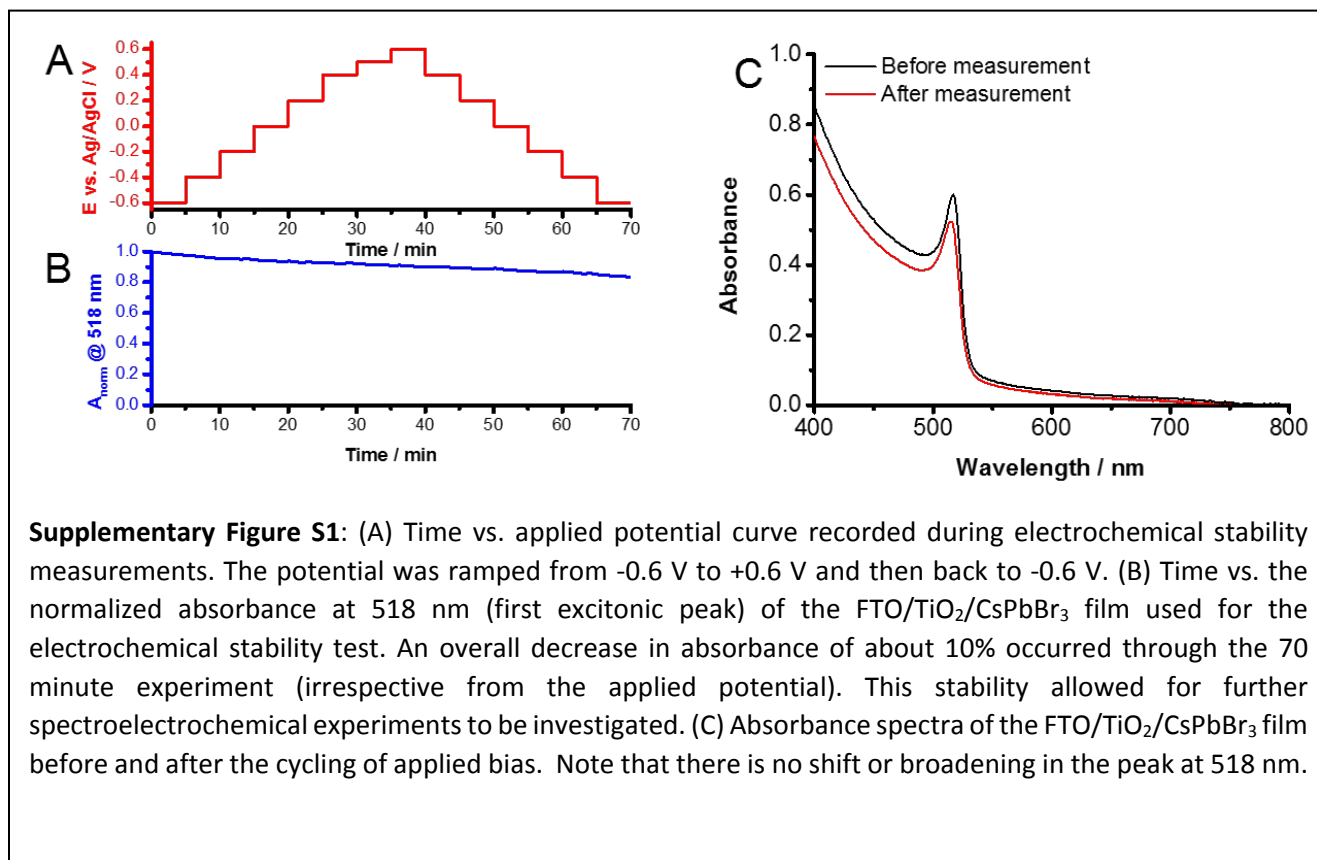 A
E vs. Ag/AgCl / V
0.6
0.4
0.2
0.0
-0.2
-0.4
-0.6
0 10 20 30 40 50 60 70
Time / min
B
A_norm @ 518 nm
1.0
0.8
0.6
0.4
0.2
0.0
0 10 20 30 40 50 60 70
Time / min
C
Before measurement
After measurement
Absorbance
1.0
0.8
0.6
0.4
0.2
0.0
400 500 600 700 800
Wavelength / nm
Supplementary Figure S1: (A) Time vs. applied potential curve recorded during electrochemical stability
measurements. The potential was ramped from -0.6 V to +0.6 V and then back to -0.6 V. (B) Time vs. the
normalized absorbance at 518 nm (first excitonic peak) of the FTO/TiO₂/CsPbBr₃ film used for the
electrochemical stability test. An overall decrease in absorbance of about 10% occurred through the 70
minute experiment (irrespective from the applied potential). This stability allowed for further
spectroelectrochemical experiments to be investigated. (C) Absorbance spectra of the FTO/TiO₂/CsPbBr₃ film
before and after the cycling of applied bias. Note that there is no shift or broadening in the peak at 518 nm.